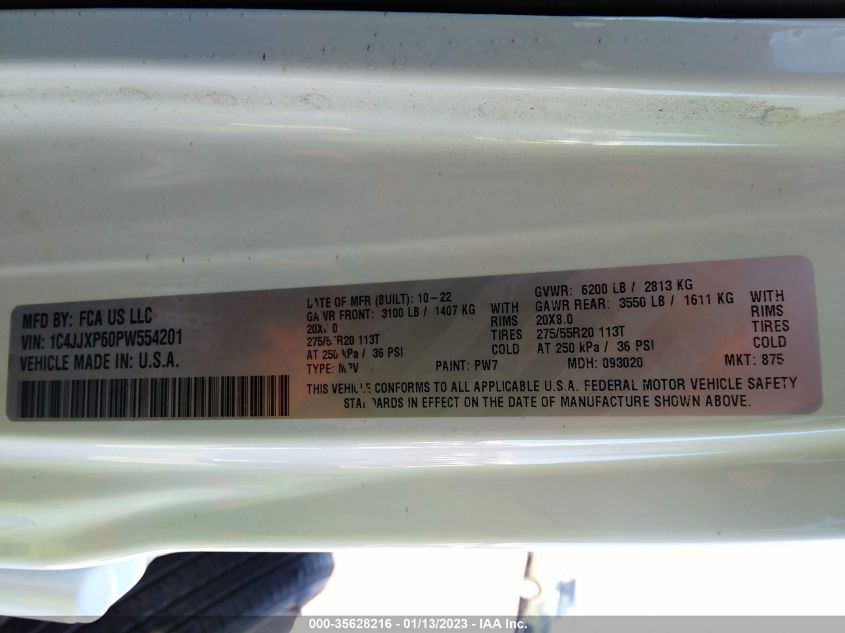 MFD BY: FCA US LLC
VIN: 1C4JJXP60PW554201
VEHICLE MADE IN: U.S.A.
DATE OF MFR (BUILT): 10-22
GAWR FRONT: 3100 LB / 1407 KG WITH
20X8.0 RIMS
275/55R20 113T TIRES
AT 250 kPa / 36 PSI COLD
TYPE: MPV PAINT: PW7
GVWR: 6200 LB / 2813 KG
GAWR REAR: 3550 LB / 1611 KG WITH
20X8.0 RIMS
275/55R20 113T TIRES
AT 250 kPa / 36 PSI COLD
MDH: 093020 MKT: 875
THIS VEHICLE CONFORMS TO ALL APPLICABLE U.S.A. FEDERAL MOTOR VEHICLE SAFETY
STANDARDS IN EFFECT ON THE DATE OF MANUFACTURE SHOWN ABOVE.
000-35628216 - 01/13/2023 - IAA Inc.